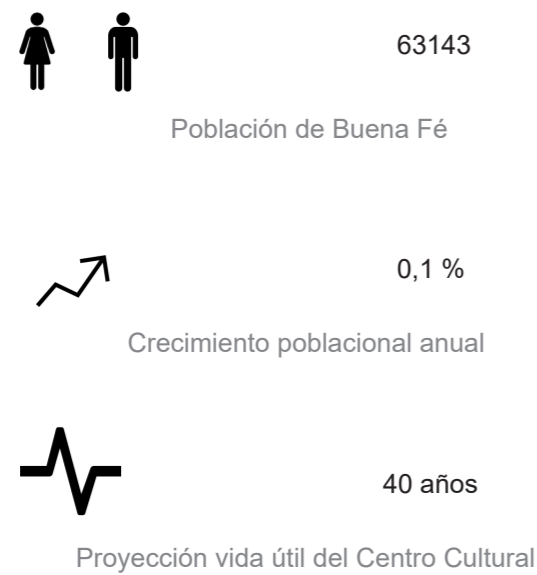 63143
Población de Buena Fé
0,1 %
Crecimiento poblacional anual
40 años
Proyección vida útil del Centro Cultural